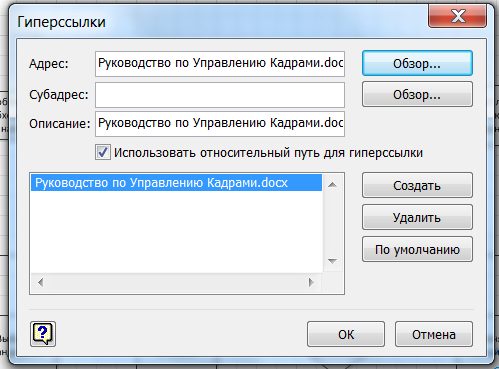 Гиперссылки
Адрес: Руководство по Управлению Кадрами.doc Обзор...
Субадрес: Обзор...
Описание: Руководство по Управлению Кадрами.doc
Использовать относительный путь для гиперссылки
Руководство по Управлению Кадрами.docx
Создать
Удалить
По умолчанию
ОК Отмена